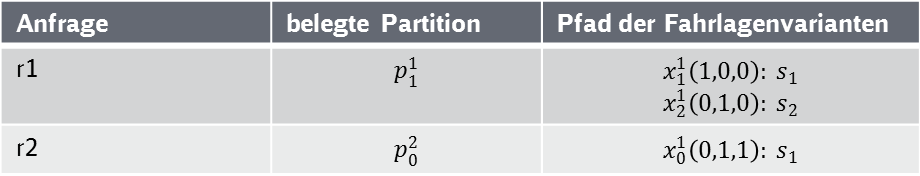 Anfrage belegte Partition Pfad der Fahrlagenvarianten
r1 $p_1^1$ $x_1^1(1,0,0)$: $s_1$
$x_2^1(0,1,0)$: $s_2$
r2 $p_0^2$ $x_0^1(0,1,1)$: $s_1$